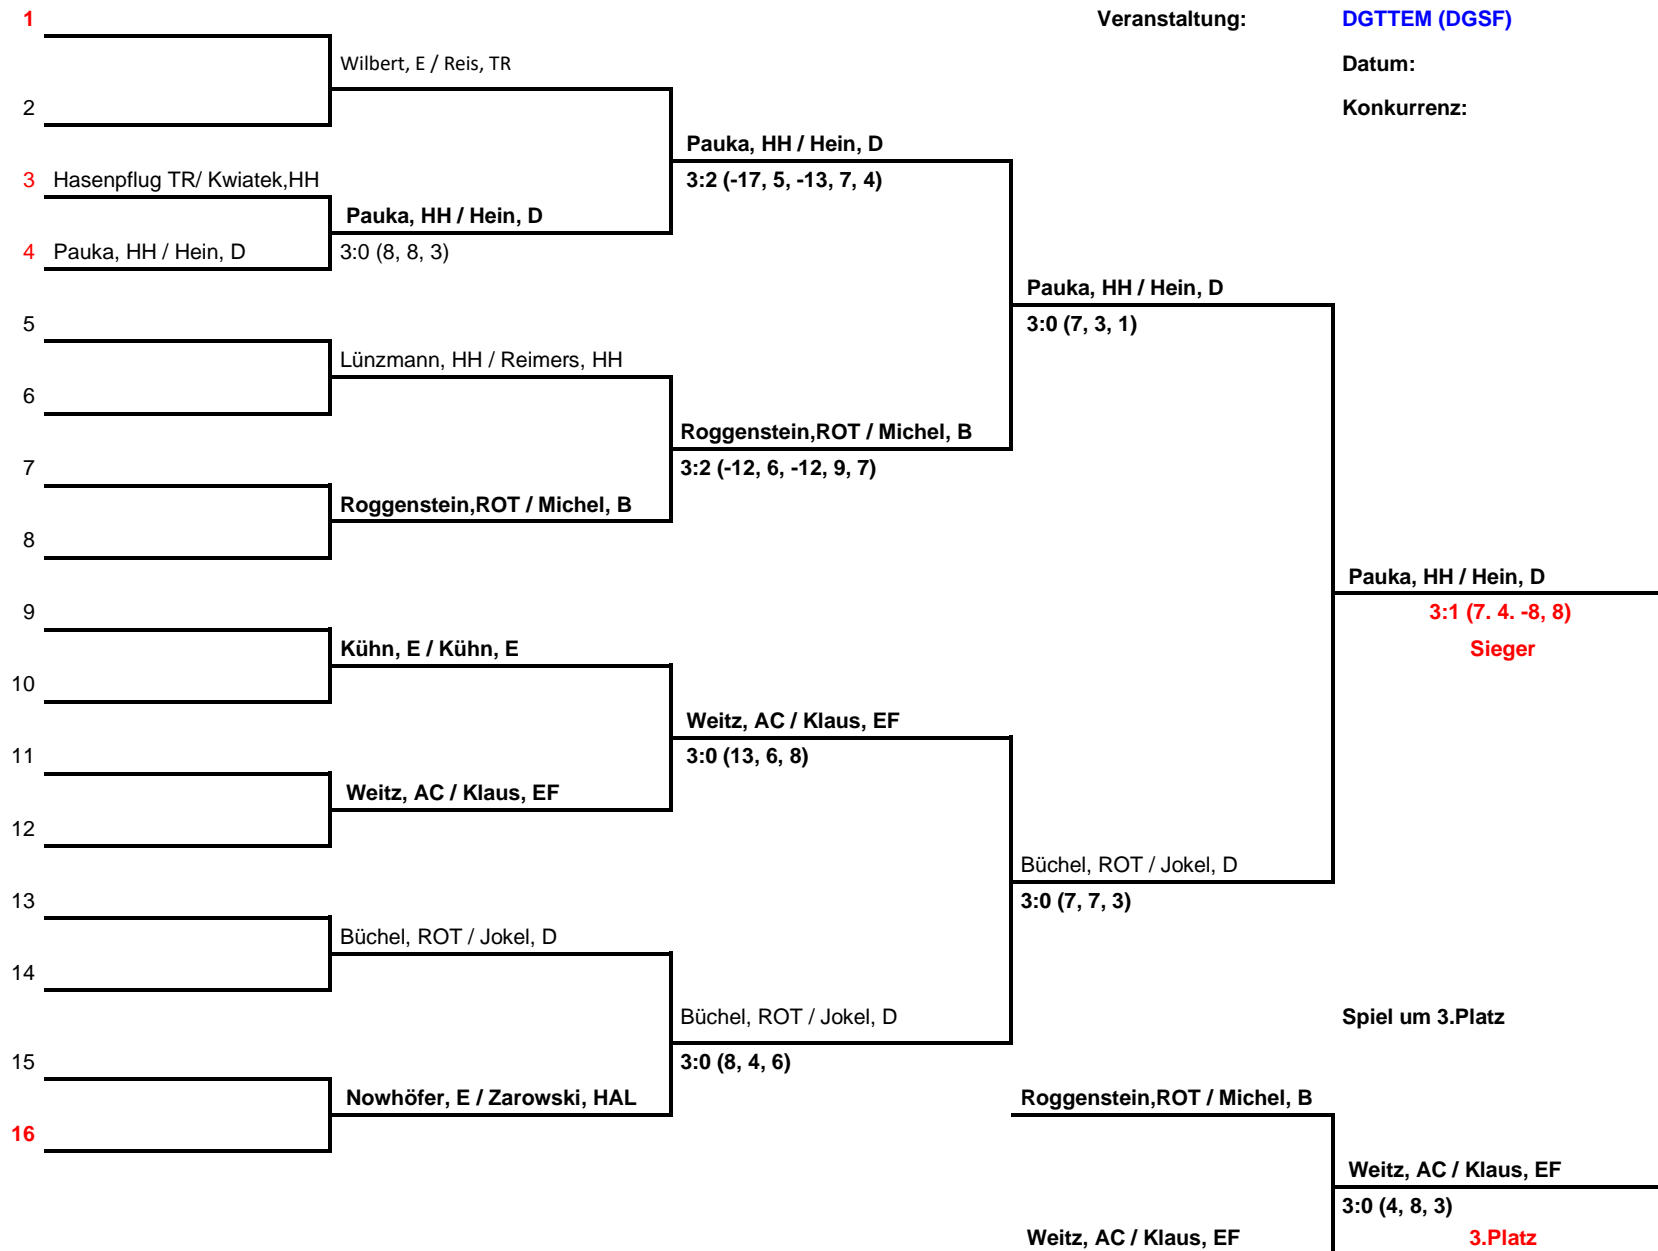 1
Veranstaltung: DGTTEM (DGSF)
Wilbert, E / Reis, TR
Datum:
2
Konkurrenz:
Pauka, HH / Hein, D
3 Hasenpflug TR/ Kwiatek,HH
3:2 (-17, 5, -13, 7, 4)
Pauka, HH / Hein, D
4 Pauka, HH / Hein, D
3:0 (8, 8, 3)
Pauka, HH / Hein, D
5
3:0 (7, 3, 1)
Lünzmann, HH / Reimers, HH
6
Roggenstein,ROT / Michel, B
7
3:2 (-12, 6, -12, 9, 7)
Roggenstein,ROT / Michel, B
8
Pauka, HH / Hein, D
9
3:1 (7. 4. -8, 8)
Kühn, E / Kühn, E
Sieger
10
Weitz, AC / Klaus, EF
11
3:0 (13, 6, 8)
Weitz, AC / Klaus, EF
12
Büchel, ROT / Jokel, D
13
3:0 (7, 7, 3)
Büchel, ROT / Jokel, D
14
Büchel, ROT / Jokel, D
Spiel um 3.Platz
15
3:0 (8, 4, 6)
Nowhöfer, E / Zarowski, HAL
Roggenstein,ROT / Michel, B
16
Weitz, AC / Klaus, EF
3:0 (4, 8, 3)
Weitz, AC / Klaus, EF
3.Platz